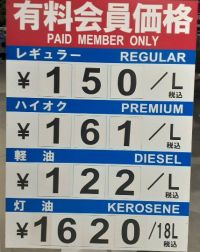 有料会員価格
PAID MEMBER ONLY
レギュラー REGULAR
¥150/L 税込
ハイオク PREMIUM
¥161/L 税込
軽油 DIESEL
¥122/L 税込
灯油 KEROSENE
¥1620/18L 税込